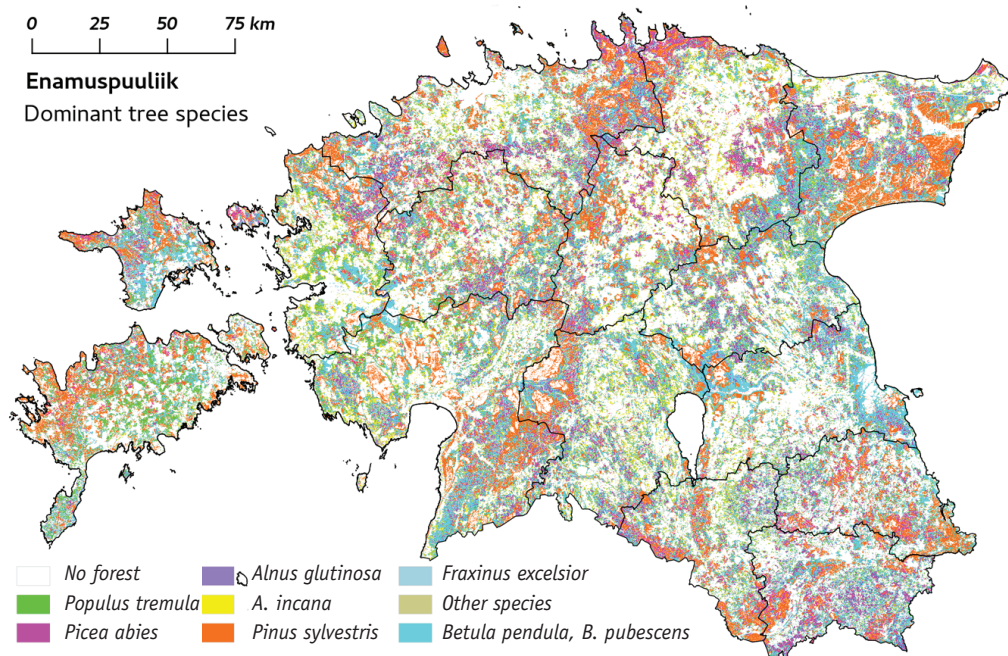 0 25 50 75 km
Enamuspuuliik
Dominant tree species
No forest
Populus tremula
Picea abies
Alnus glutinosa
A. incana
Pinus sylvestris
Fraxinus excelsior
Other species
Betula pendula, B. pubescens